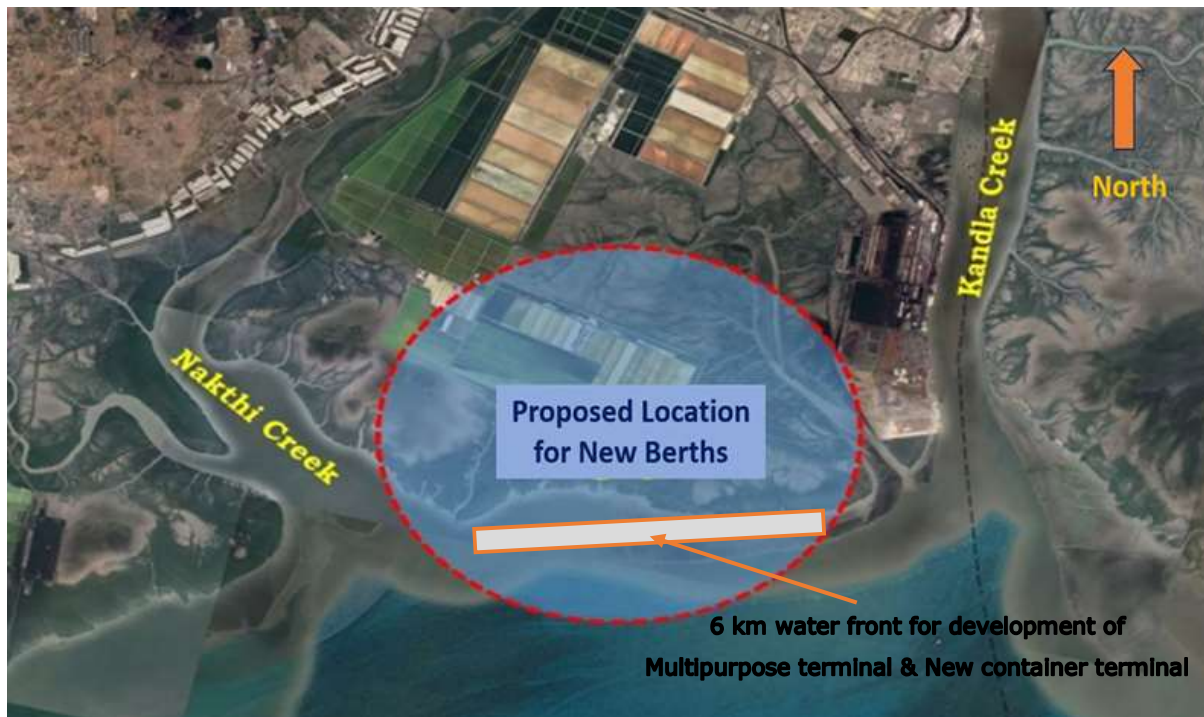 North
Kandla Creek
Nakthi Creek
Proposed Location
for New Berths
6 km water front for development of
Multipurpose terminal & New container terminal